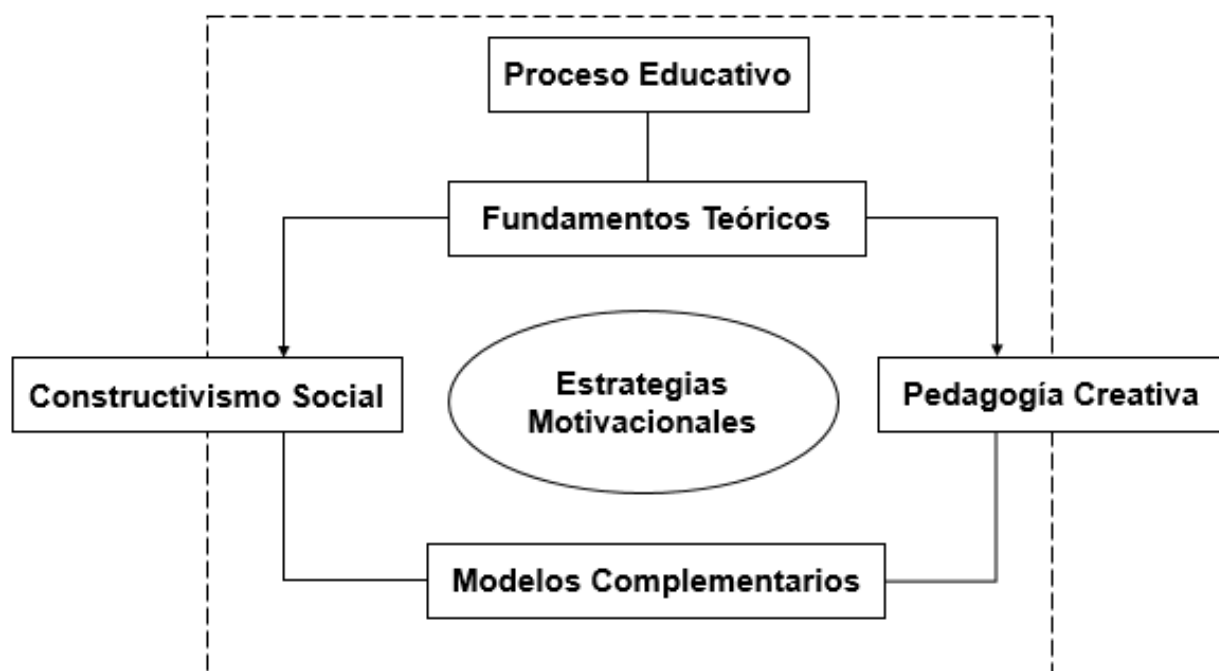 Proceso Educativo
Fundamentos Teóricos
Constructivismo Social
Estrategias
Motivacionales
Pedagogía Creativa
Modelos Complementarios